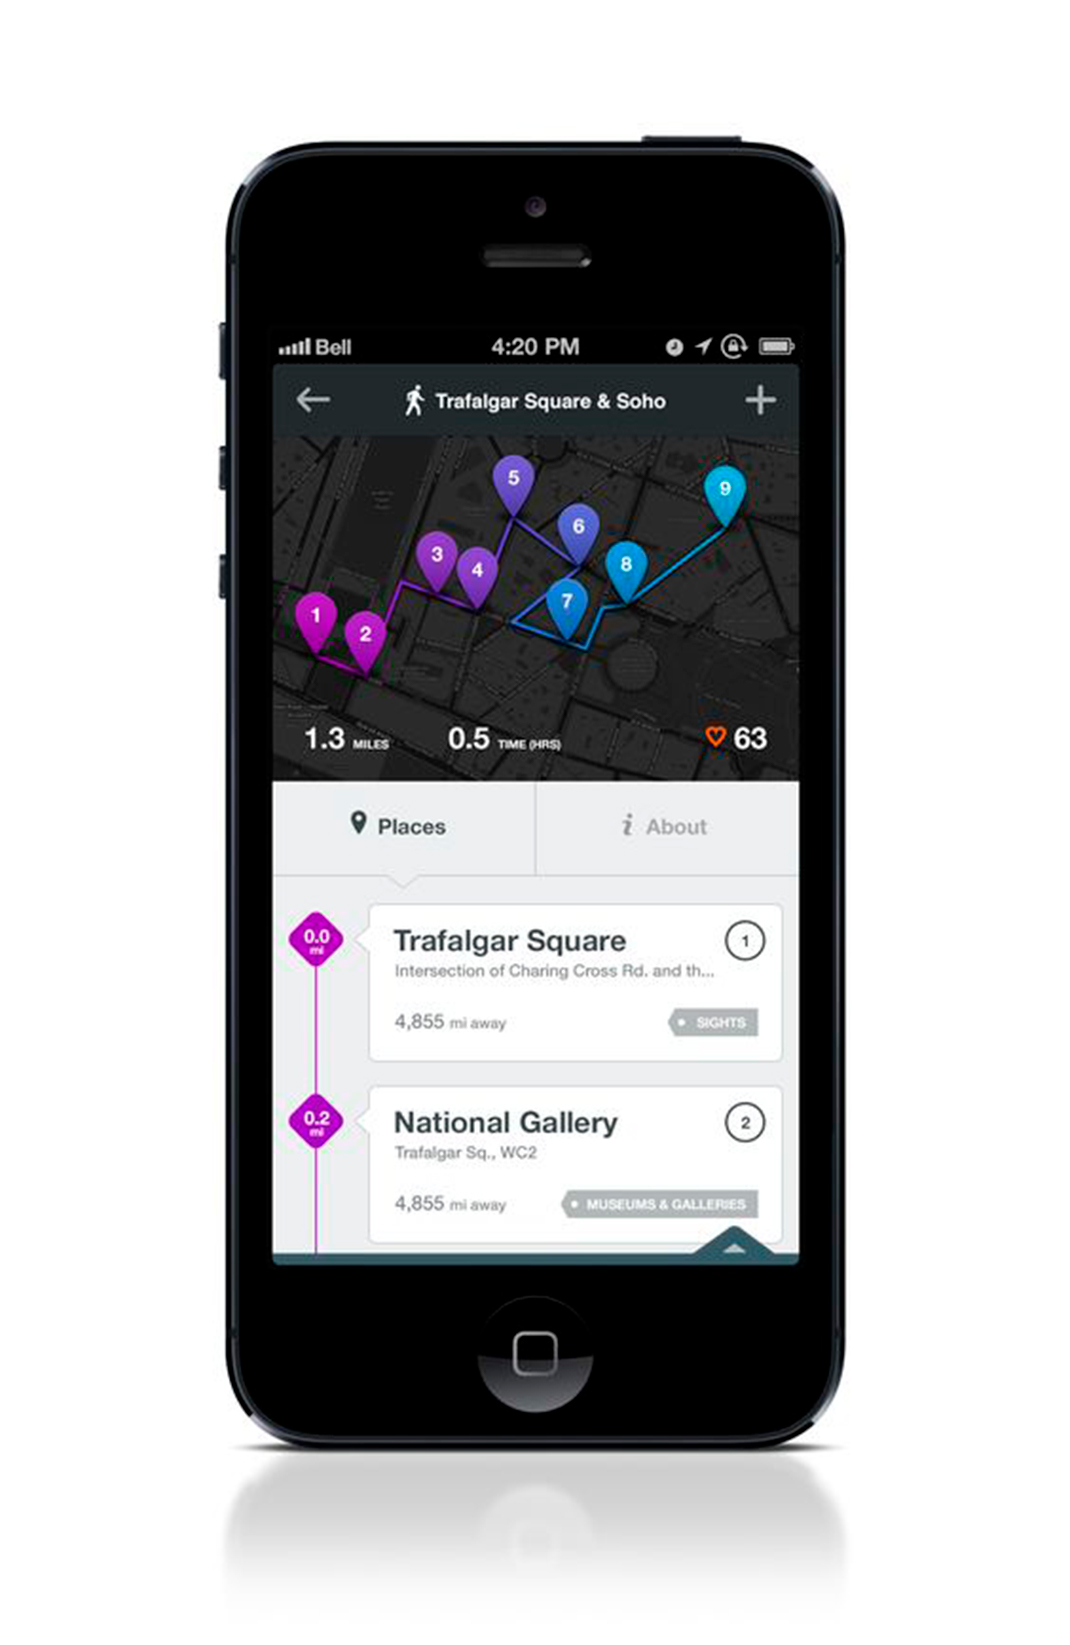 Bell 4:20 PM
Trafalgar Square & Soho
5
9
6
3
8
4
7
1
2
1.3 MILES 0.5 TIME (HRS) 63
Places About
0.0 mi
Trafalgar Square 1
Intersection of Charing Cross Rd. and th...
4,855 mi away SIGHTS
0.2 mi
National Gallery 2
Trafalgar Sq., WC2
4,855 mi away MUSEUMS & GALLERIES